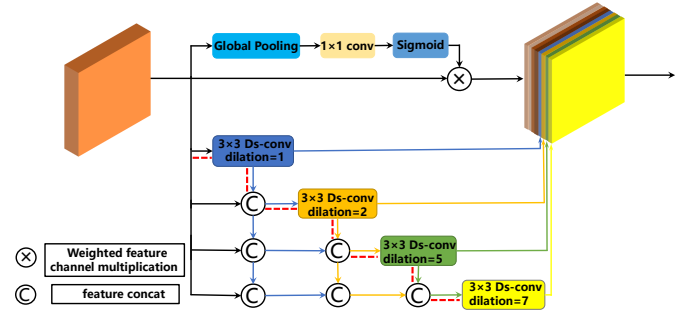 Global Pooling
1×1 conv
Sigmoid
×
3×3 Ds-conv
dilation=1
C
3×3 Ds-conv
dilation=2
C
C
3×3 Ds-conv
dilation=5
C
C
C
3×3 Ds-conv
dilation=7
×
Weighted feature
channel multiplication
C
feature concat